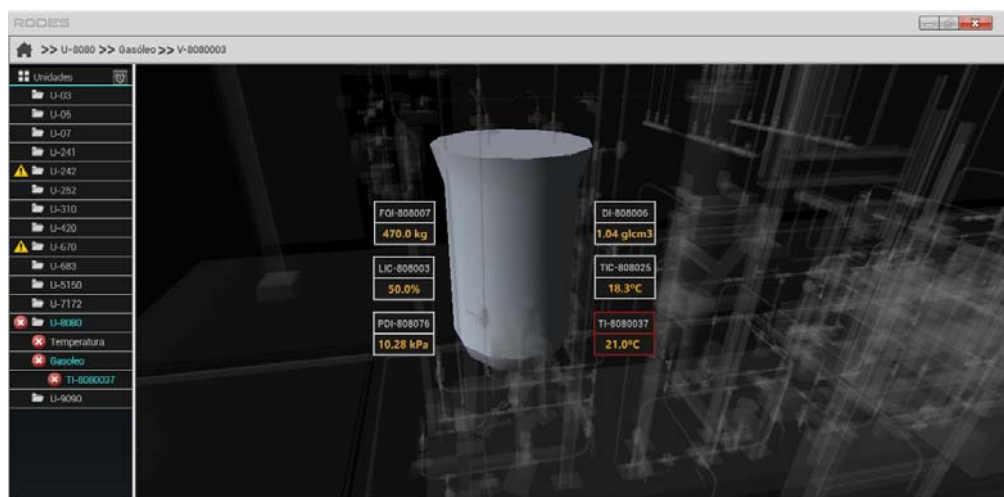 RODES
>> U-8080 >> Gasóleo >> V-8080003
Unidades
U-03
U-05
U-07
U-241
U-242
U-252
U-310
U-420
U-670
U-683
U-5150
U-7172
U-8080
Temperatura
Gasoleo
TI-8080037
U-9090
FQI-808007
470.0 kg
LIC-808003
50.0%
PDI-808076
10.28 kPa
DI-808006
1.04 glcm3
TIC-808025
18.3ºC
TI-8080037
21.0ºC